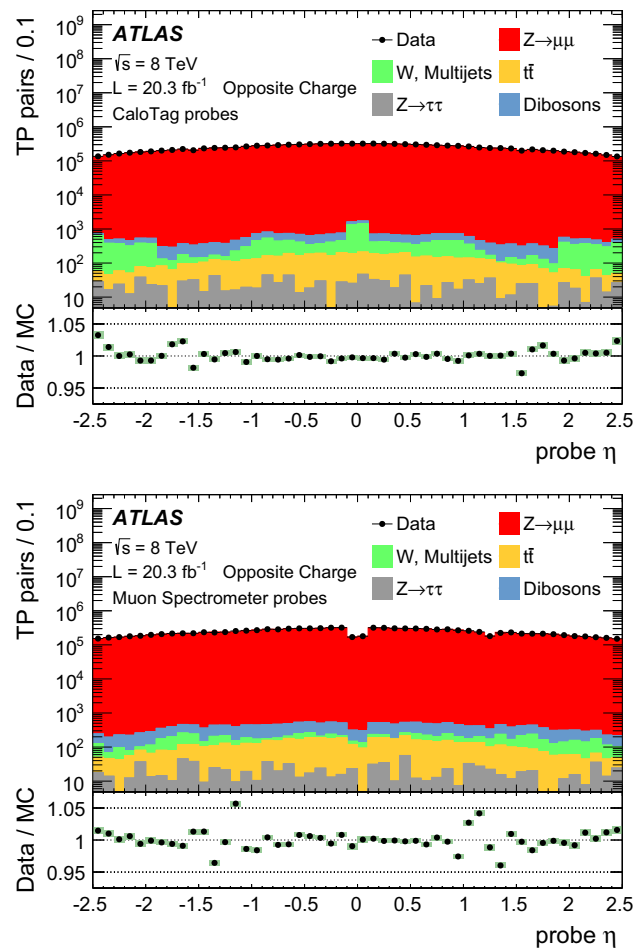 TP pairs / 0.1
10⁹
10⁸
10⁷
10⁶
10⁵
10⁴
10³
10²
10
ATLAS
√s = 8 TeV
L = 20.3 fb⁻¹ Opposite Charge
CaloTag probes
Data
Z→μμ
W, Multijets
tt̄
Z→ττ
Dibosons
Data / MC
1.05
1
0.95
-2.5 -2 -1.5 -1 -0.5 0 0.5 1 1.5 2 2.5
probe η
TP pairs / 0.1
10⁹
10⁸
10⁷
10⁶
10⁵
10⁴
10³
10²
10
ATLAS
√s = 8 TeV
L = 20.3 fb⁻¹ Opposite Charge
Muon Spectrometer probes
Data
Z→μμ
W, Multijets
tt̄
Z→ττ
Dibosons
Data / MC
1.05
1
0.95
-2.5 -2 -1.5 -1 -0.5 0 0.5 1 1.5 2 2.5
probe η